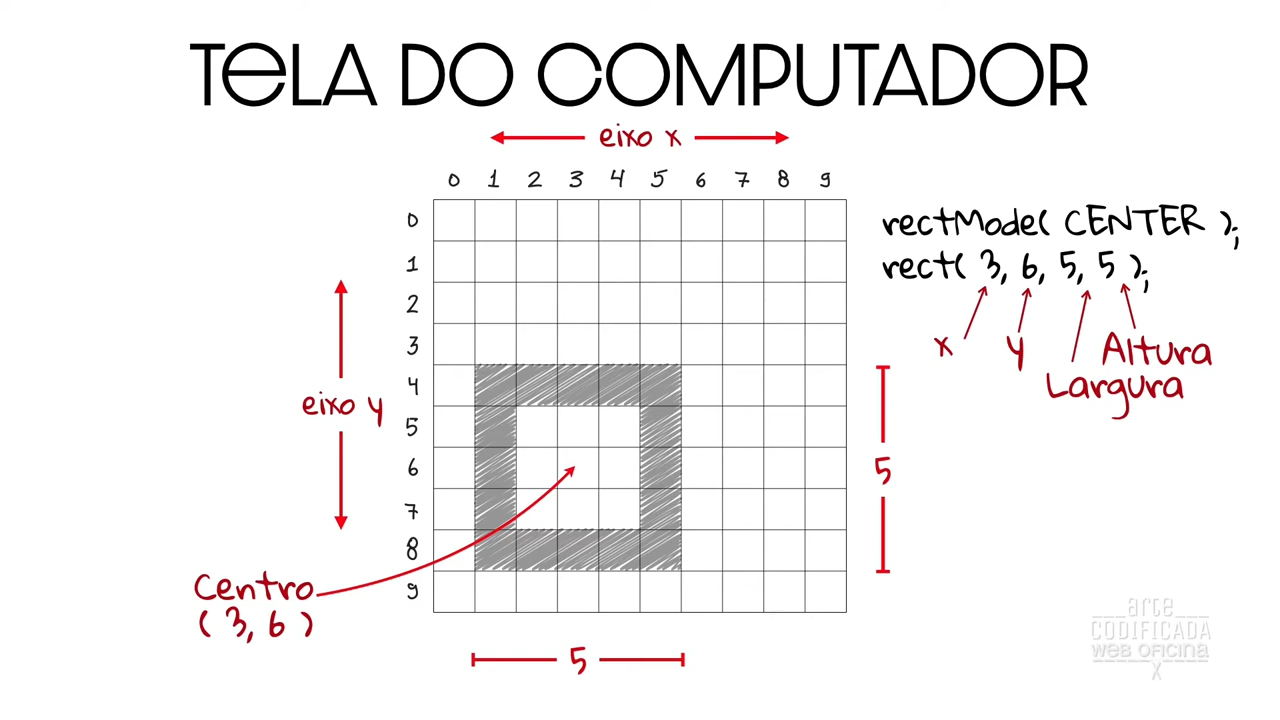 TeLA DO COMPUTADOR
eixo x
0 1 2 3 4 5 6 7 8 9
0
1
2
3
4
5
6
7
8
9
eixo y
rectMode( CENTER );
rect( 3, 6, 5, 5 );
x
y
Altura
Largura
5
Centro
( 3, 6 )
5
arte
CODIFICADA
web oficina
X